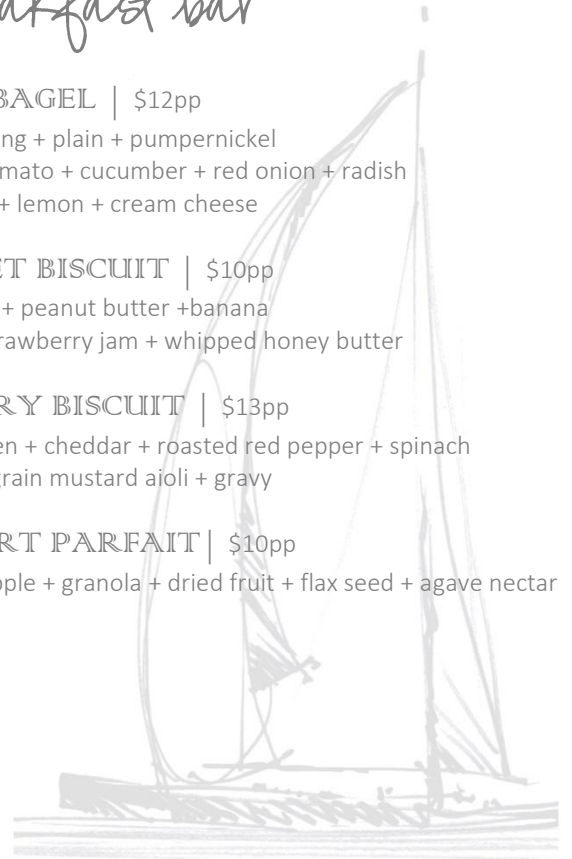 akfast bar
BAGEL | $12pp
ng + plain + pumpernickel
mato + cucumber + red onion + radish
+ lemon + cream cheese
ET BISCUIT | $10pp
+ peanut butter +banana
rawberry jam + whipped honey butter
RY BISCUIT | $13pp
en + cheddar + roasted red pepper + spinach
grain mustard aioli + gravy
RT PARFAIT| $10pp
pple + granola + dried fruit + flax seed + agave nectar